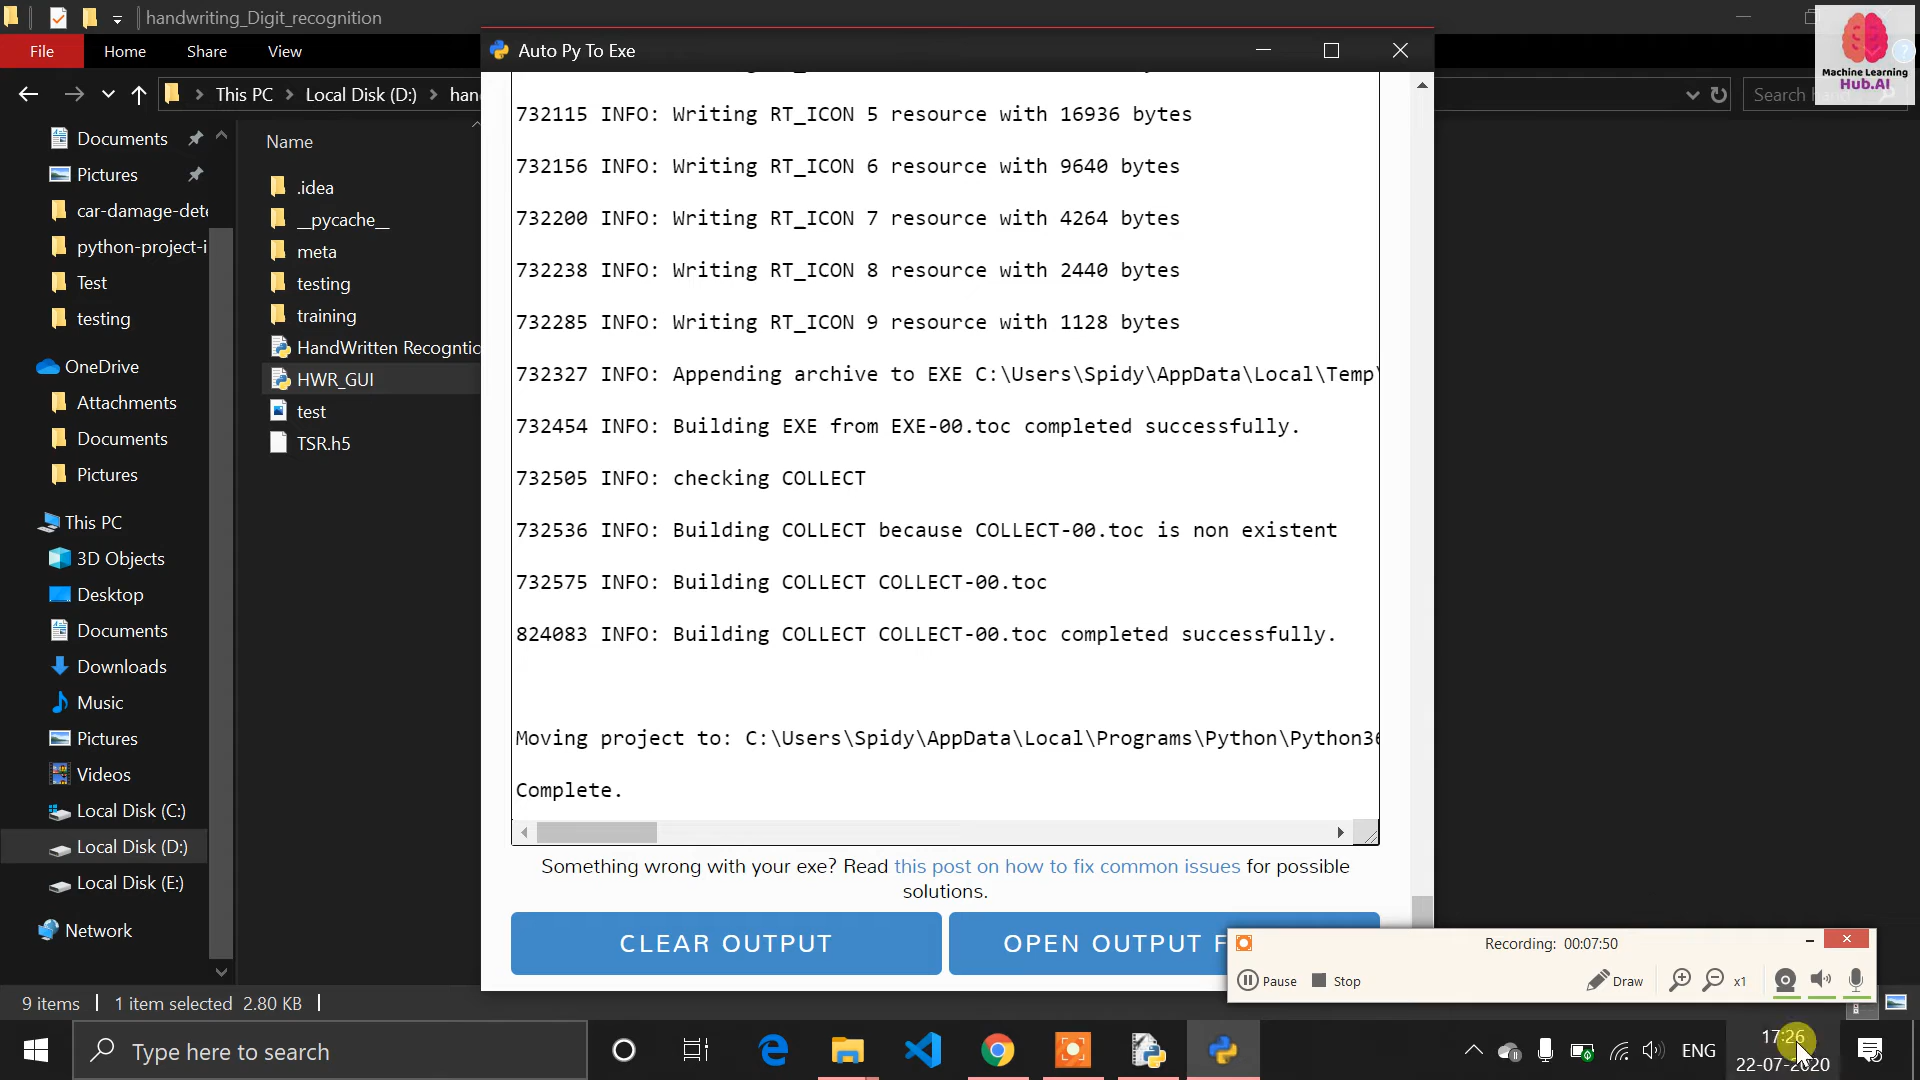 handwriting_Digit_recognition
File Home Share View
This PC Local Disk (D:)
Search
Documents
Pictures
Test
testing
OneDrive
Attachments
Documents
Pictures
This PC
3D Objects
Desktop
Documents
Downloads
Music
Pictures
Videos
Local Disk (C:)
Local Disk (D:)
Local Disk (E:)
Network
Name
.idea
__pycache__
meta
testing
training
HandWritten Recogntio
HWR_GUI
test
TSR.h5
9 items 1 item selected 2.80 KB
Auto Py To Exe
732115 INFO: Writing RT_ICON 5 resource with 16936 bytes
732156 INFO: Writing RT_ICON 6 resource with 9640 bytes
732200 INFO: Writing RT_ICON 7 resource with 4264 bytes
732238 INFO: Writing RT_ICON 8 resource with 2440 bytes
732285 INFO: Writing RT_ICON 9 resource with 1128 bytes
732327 INFO: Appending archive to EXE C:\Users\Spidy\AppData\Local\Temp\
732454 INFO: Building EXE from EXE-00.toc completed successfully.
732505 INFO: checking COLLECT
732536 INFO: Building COLLECT because COLLECT-00.toc is non existent
732575 INFO: Building COLLECT COLLECT-00.toc
824083 INFO: Building COLLECT COLLECT-00.toc completed successfully.
Moving project to: C:\Users\Spidy\AppData\Local\Programs\Python\Python36
Complete.
Something wrong with your exe? Read this post on how to fix common issues for possible
solutions.
CLEAR OUTPUT OPEN OUTPUT F
Recording: 00:07:50
Pause Stop Draw x1
Machine Learning
Hub.AI
Type here to search
ENG
17:26
22-07-2020